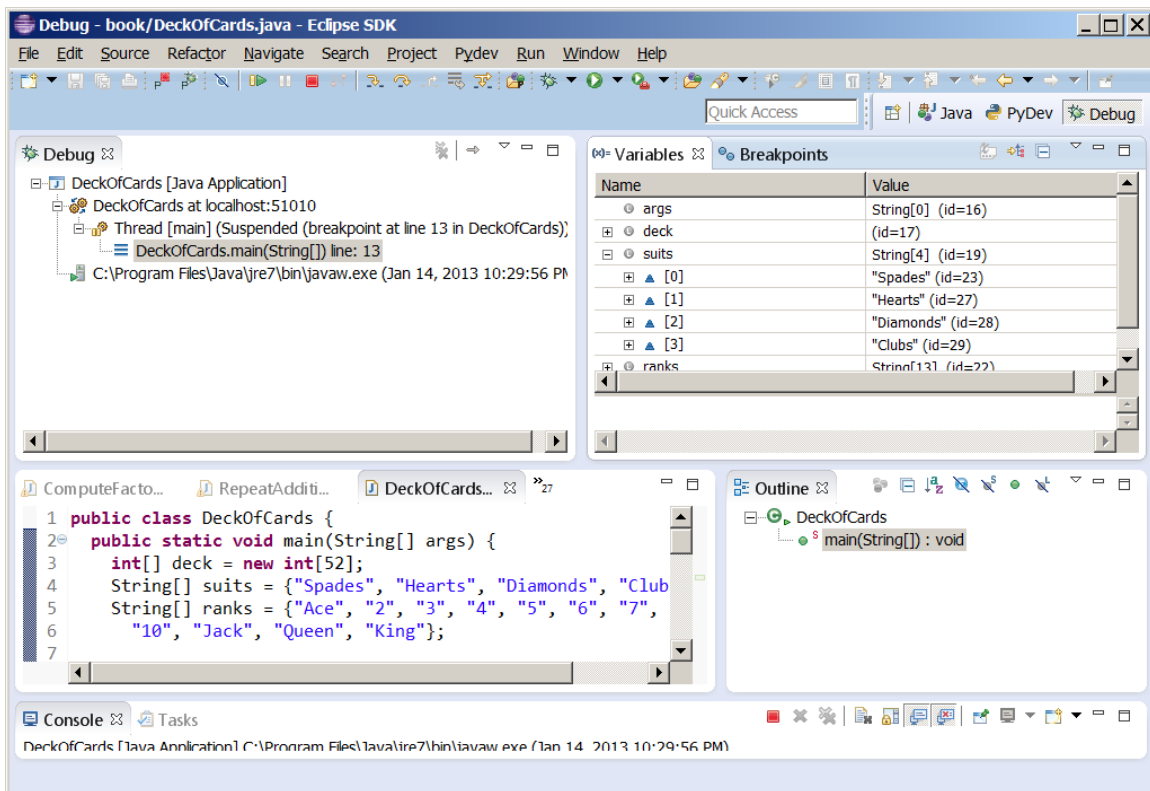 Debug - book/DeckOfCards.java - Eclipse SDK
File Edit Source Refactor Navigate Search Project Pydev Run Window Help
Quick Access
Java PyDev Debug
Debug
DeckOfCards [Java Application]
DeckOfCards at localhost:51010
Thread [main] (Suspended (breakpoint at line 13 in DeckOfCards))
DeckOfCards.main(String[]) line: 13
C:\Program Files\Java\jre7\bin\javaw.exe (Jan 14, 2013 10:29:56 PM
(x)= Variables Breakpoints
Name Value
args String[0] (id=16)
deck (id=17)
suits String[4] (id=19)
[0] "Spades" (id=23)
[1] "Hearts" (id=27)
[2] "Diamonds" (id=28)
[3] "Clubs" (id=29)
ranks String[13] (id=22)
ComputeFacto... RepeatAdditi... DeckOfCards... »27
1 public class DeckOfCards {
2 public static void main(String[] args) {
3 int[] deck = new int[52];
4 String[] suits = {"Spades", "Hearts", "Diamonds", "Club
5 String[] ranks = {"Ace", "2", "3", "4", "5", "6", "7",
6 "10", "Jack", "Queen", "King"};
7
Outline
DeckOfCards
main(String[]) : void
Console Tasks
DeckOfCards [Java Application] C:\Program Files\Java\jre7\bin\javaw.exe (Jan 14, 2013 10:29:56 PM)